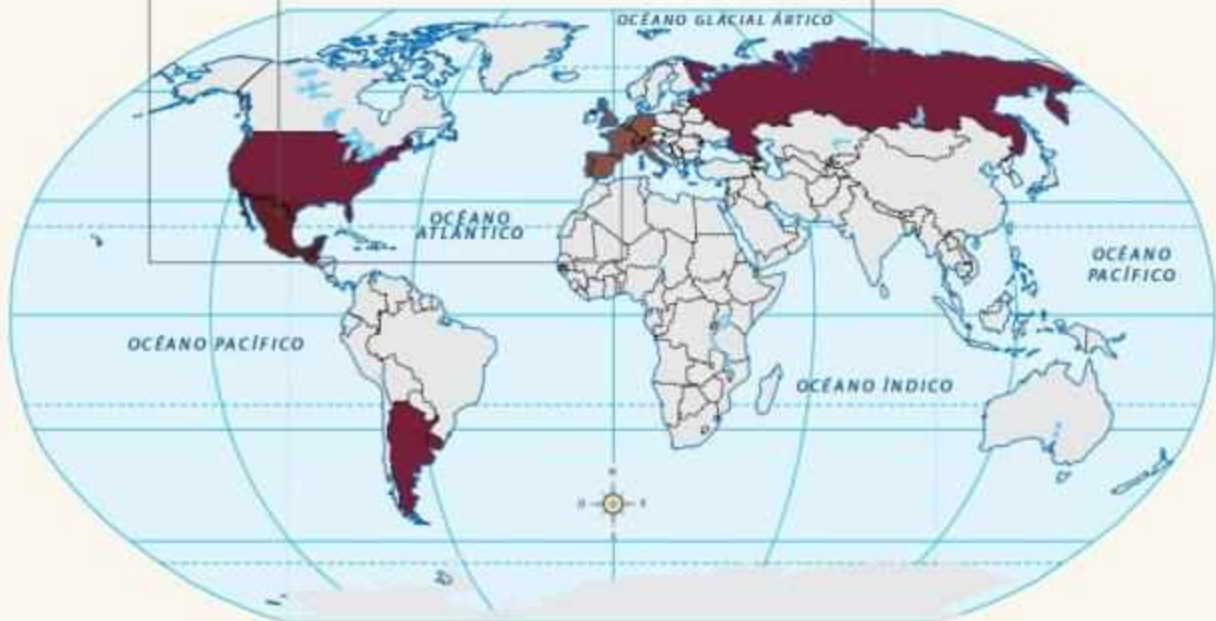 OCÉANO GLACIAL ÁRTICO
OCÉANO
ATLÁNTICO
OCÉANO
PACÍFICO
OCÉANO PACÍFICO
OCÉANO ÍNDICO